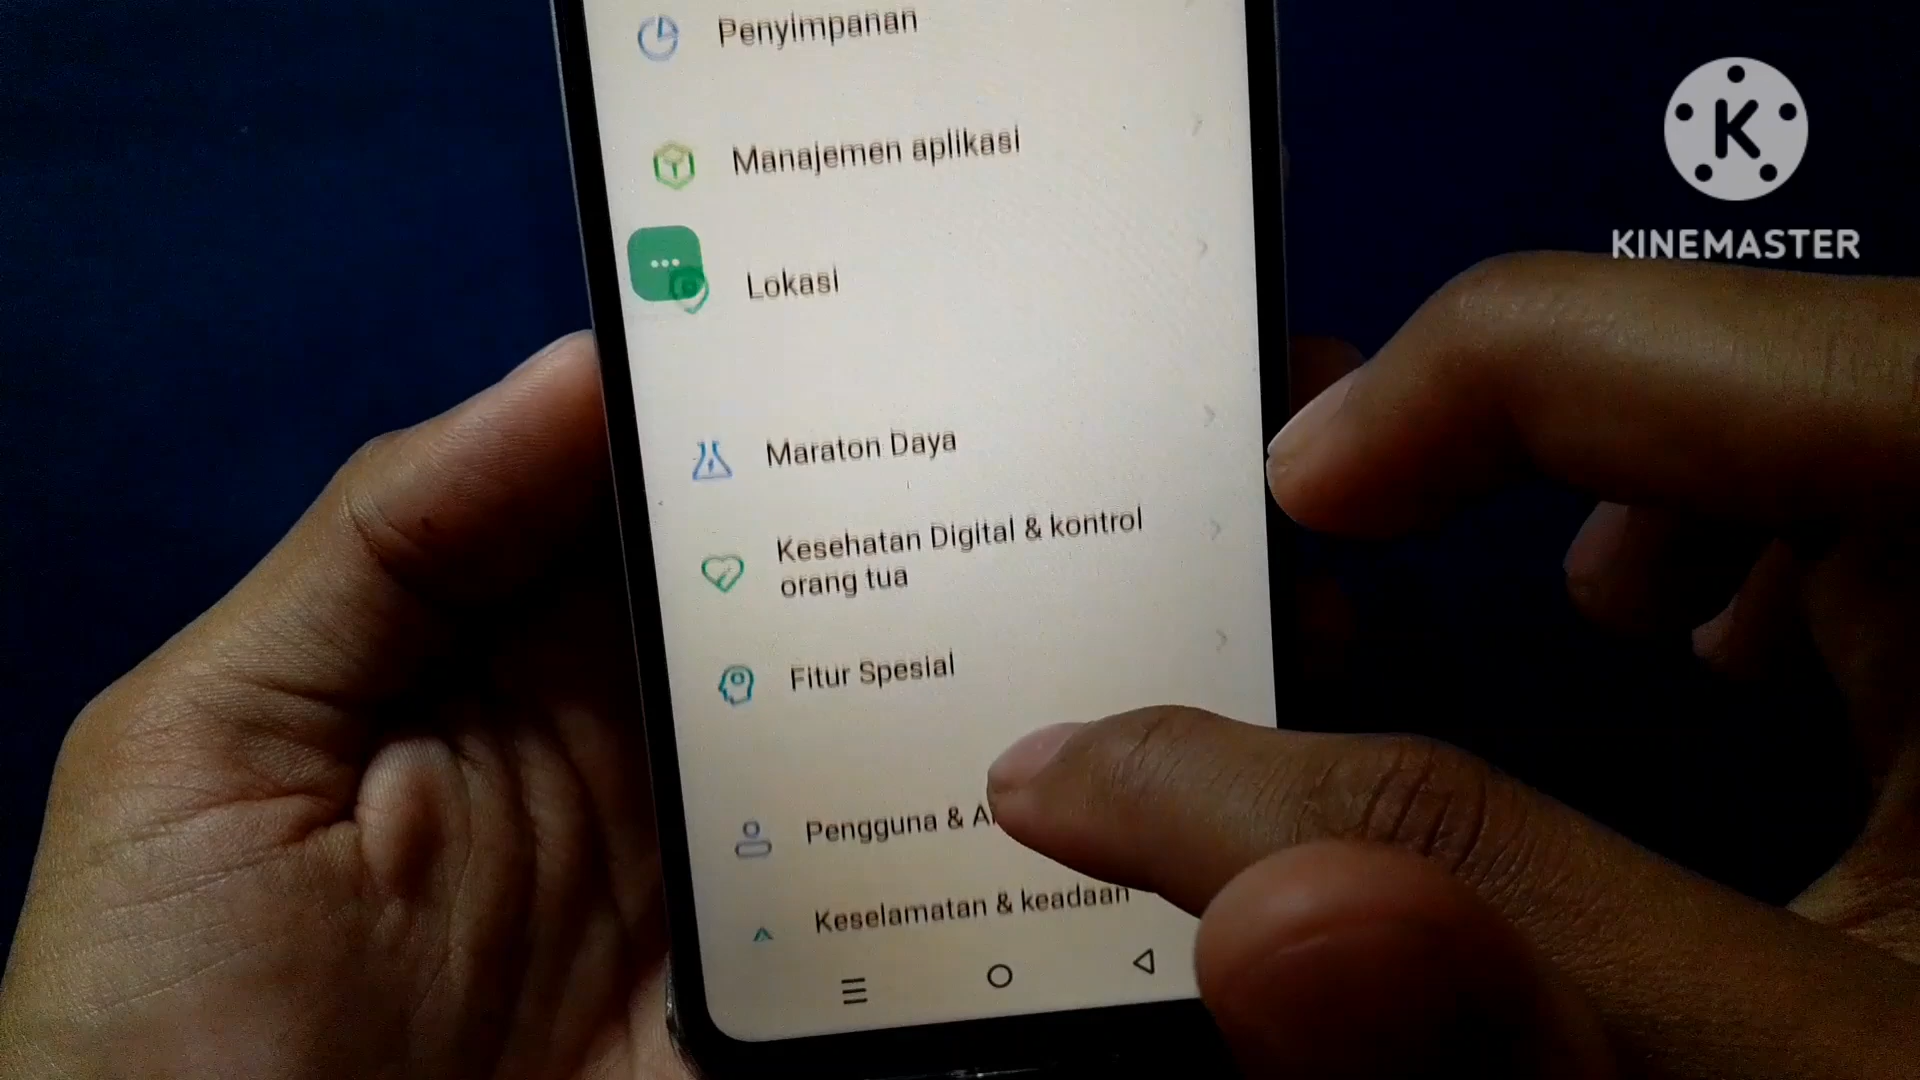 Penyimpanan
Manajemen aplikasi
K
KINEMASTER
Lokasi
Maraton Daya
Kesehatan Digital & kontrol
orang tua
Fitur Spesial
Pengguna &
Keselamatan & keadaan